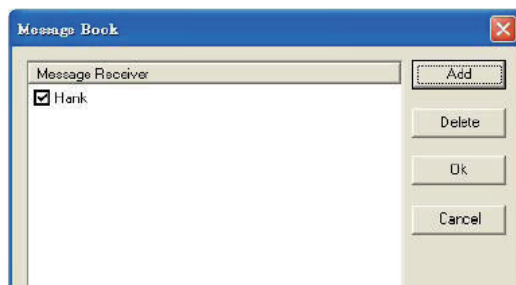 Message Book
Message Receiver
Hank
Add
Delete
Ok
Cancel